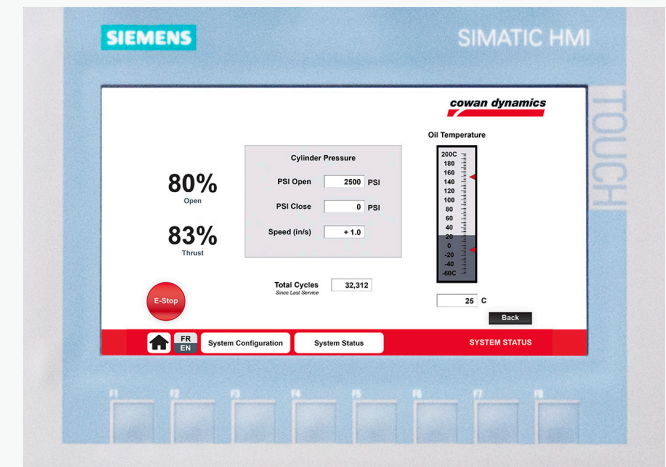 SIEMENS
SIMATIC HMI
TOUCH
cowan dynamics
Oil Temperature
Cylinder Pressure
PSI Open 2500 PSI
PSI Close 0 PSI
Speed (in/s) + 1.0
80%
Open
83%
Thrust
200C
180
160
140
120
100
80
60
40
20
0
-20
-40
-60C
Total Cycles 32,312
Since Last Service
25 C
E-Stop
Back
FR
EN
System Configuration
System Status
SYSTEM STATUS
F1 F2 F3 F4 F5 F6 F7 F8